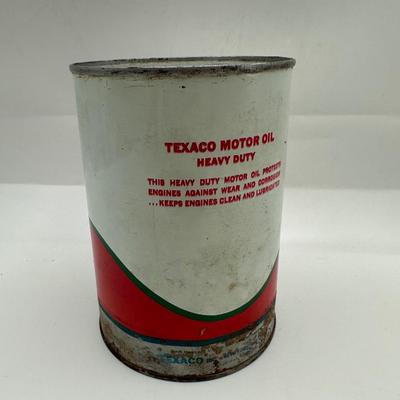 TEXACO MOTOR OIL
HEAVY DUTY
THIS HEAVY DUTY MOTOR OIL PROTECTS
ENGINES AGAINST WEAR AND CORROSION
...KEEPS ENGINES CLEAN AND LUBRICATED
TEXACO